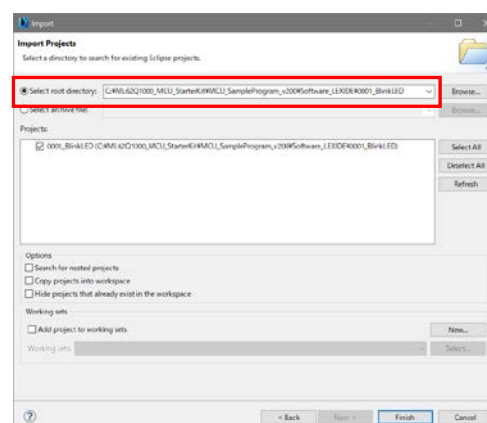 Import
Import Projects
Select a directory to search for existing Eclipse projects.
Select root directory: C:¥ML62Q1000_MCU_StarterKit¥MCU_SampleProgram_v200¥Software_LEXIDE¥0001_BlinkLED Browse...
Select archive file: Browse...
Projects:
0001_BlinkLED (C:¥ML62Q1000_MCU_StarterKit¥MCU_SampleProgram_v200¥Software_LEXIDE¥0001_BlinkLED) Select All
Deselect All
Refresh
Options
Search for nested projects
Copy projects into workspace
Hide projects that already exist in the workspace
Working sets
Add project to working sets New...
Working sets: Select...
< Back Next > Finish Cancel